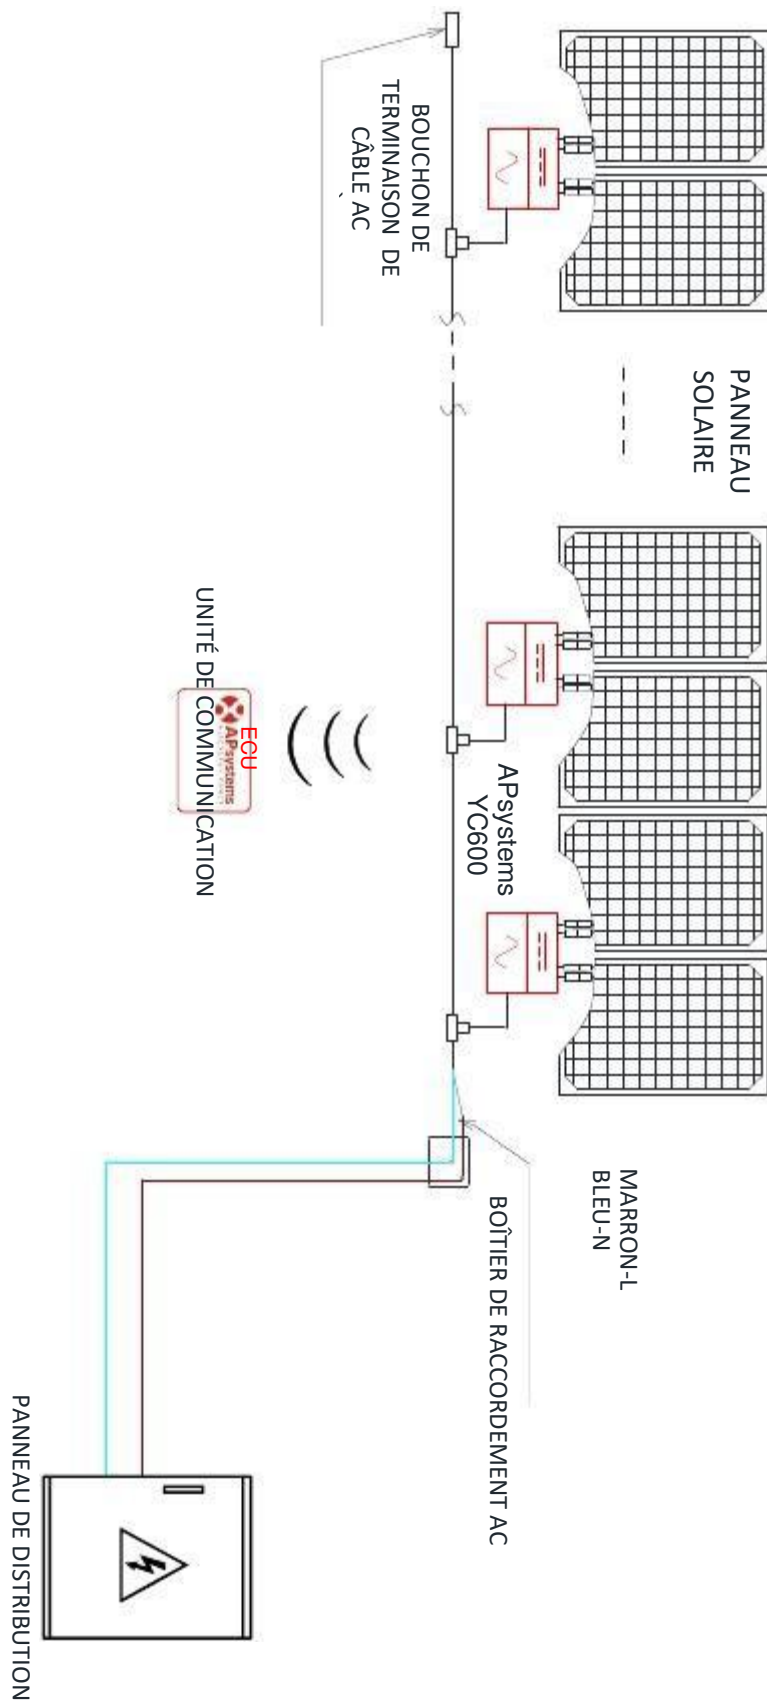 PANNEAU
SOLAIRE
MARRON-L
BLEU-N
APsystems
YC600
BOÎTIER DE RACCORDEMENT AC
BOUCHON DE
TERMINAISON DE
CÂBLE AC
ECU
APsystems
UNITÉ DE COMMUNICATION
PANNEAU DE DISTRIBUTION